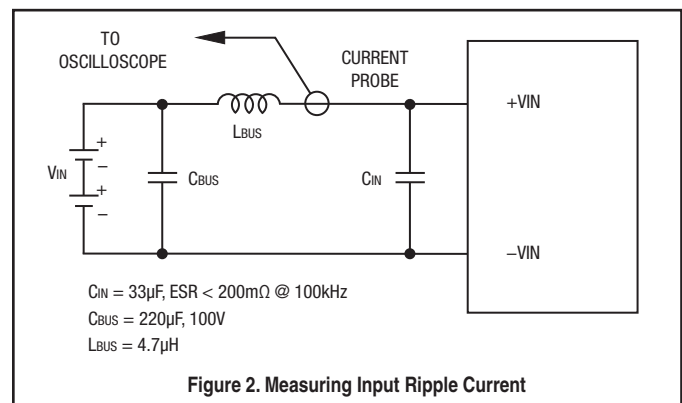 TO
OSCILLOSCOPE
CURRENT
PROBE
+VIN
LBUS
+
VIN
–
+
–
CBUS
CIN
–VIN
CIN = 33µF, ESR < 200mΩ @ 100kHz
CBUS = 220µF, 100V
LBUS = 4.7µH
Figure 2. Measuring Input Ripple Current